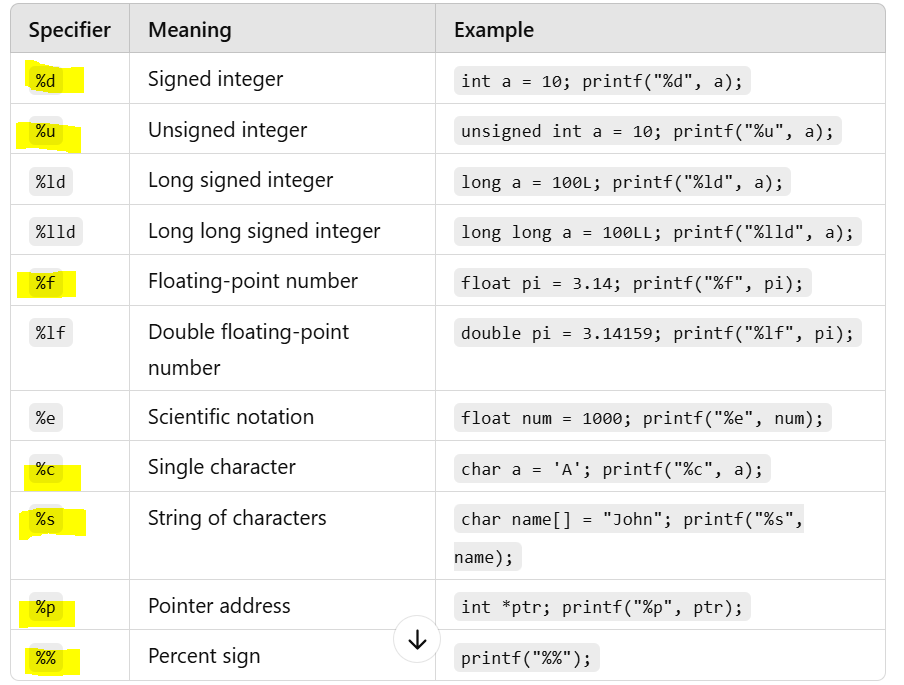 Specifier Meaning Example
%d Signed integer int a = 10; printf("%d", a);
%u Unsigned integer unsigned int a = 10; printf("%u", a);
%ld Long signed integer long a = 100L; printf("%ld", a);
%lld Long long signed integer long long a = 100LL; printf("%lld", a);
%f Floating-point number float pi = 3.14; printf("%f", pi);
%lf Double floating-point double pi = 3.14159; printf("%lf", pi);
number
%e Scientific notation float num = 1000; printf("%e", num);
%c Single character char a = 'A'; printf("%c", a);
%s String of characters char name[] = "John"; printf("%s",
name);
%p Pointer address int *ptr; printf("%p", ptr);
%% Percent sign printf("%%");